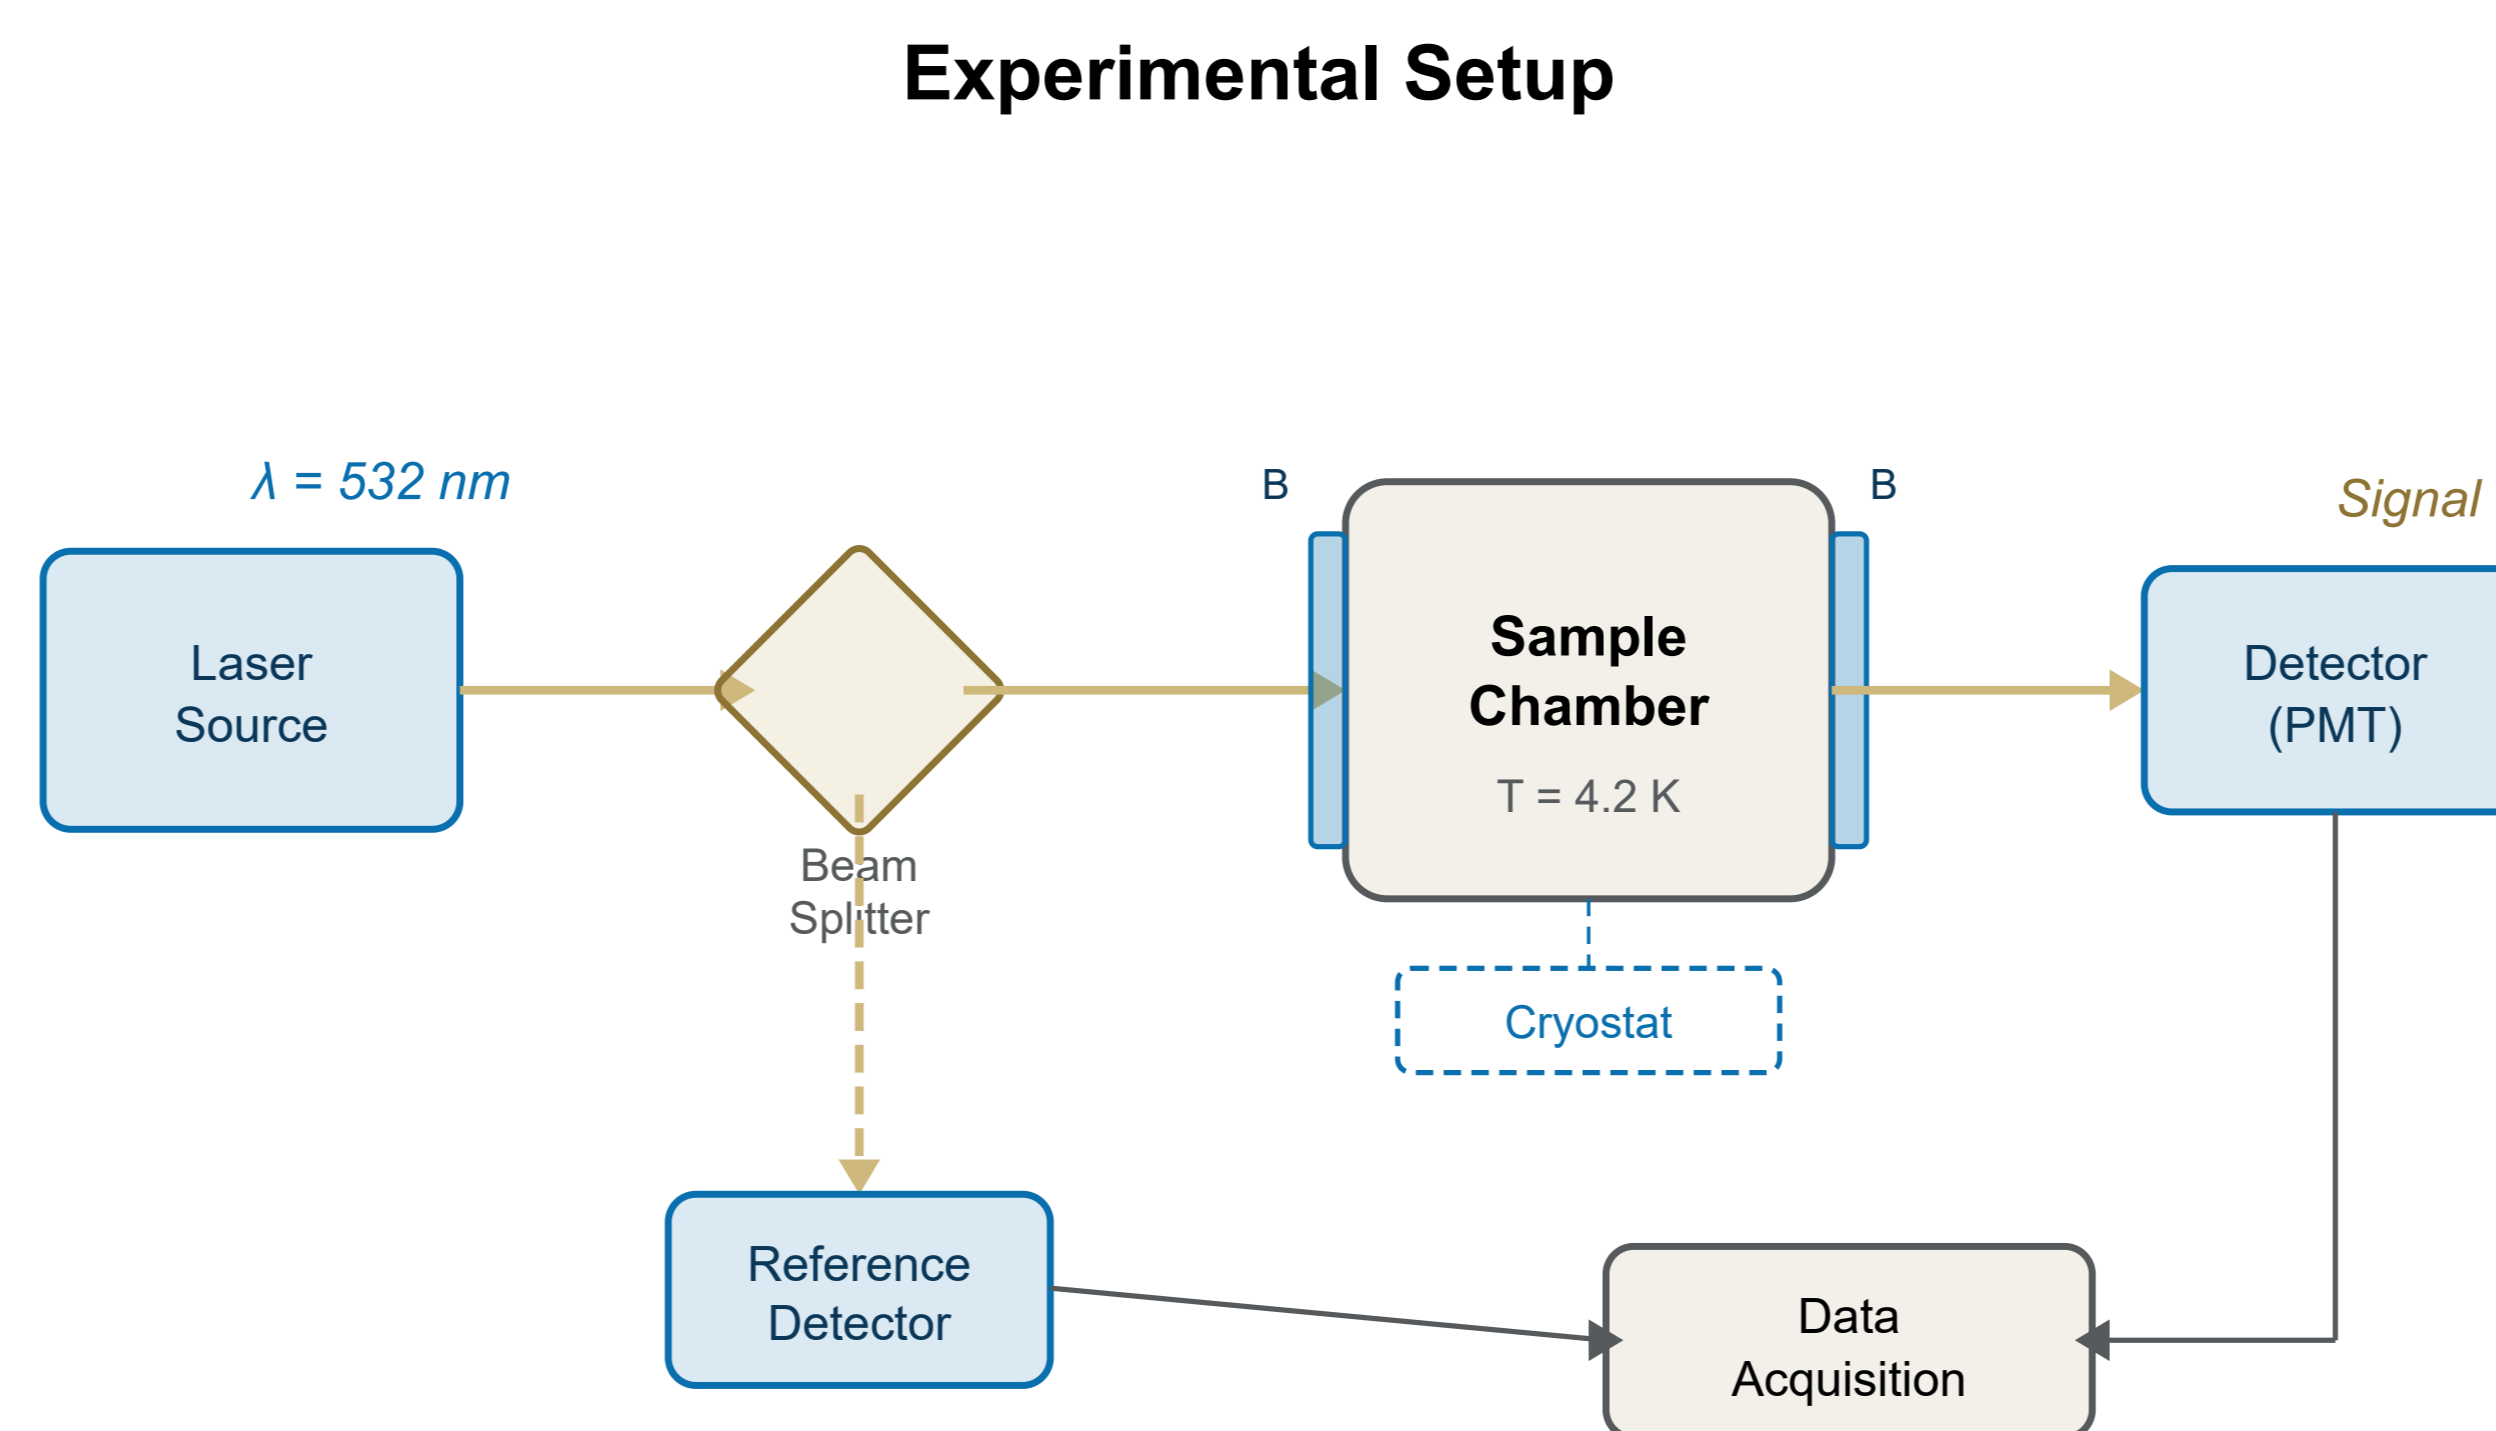 Experimental Setup
λ = 532 nm
B
B
Signal
Laser
Source
Sample
Chamber
T = 4.2 K
Detector
(PMT)
Beam
Splitter
Cryostat
Reference
Detector
Data
Acquisition